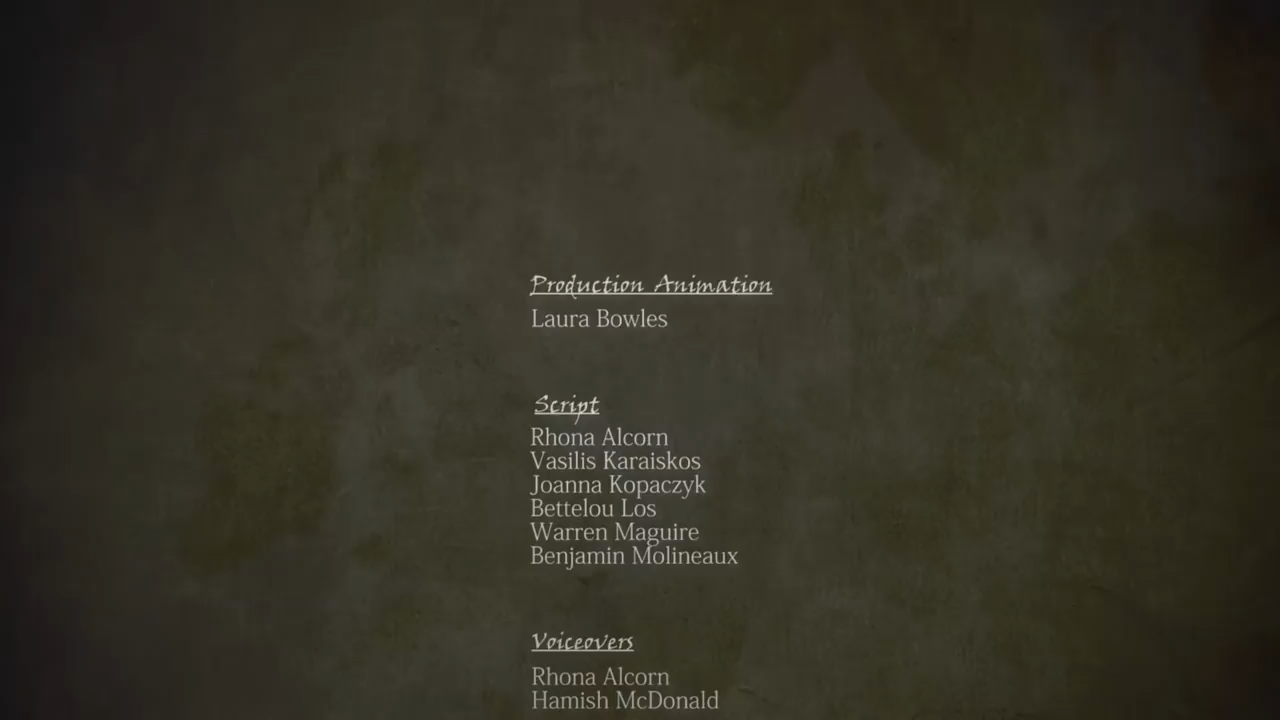 Production Animation
Laura Bowles
Script
Rhona Alcorn
Vasilis Karaiskos
Joanna Kopaczyk
Bettelou Los
Warren Maguire
Benjamin Molineaux
Voiceovers
Rhona Alcorn
Hamish McDonald